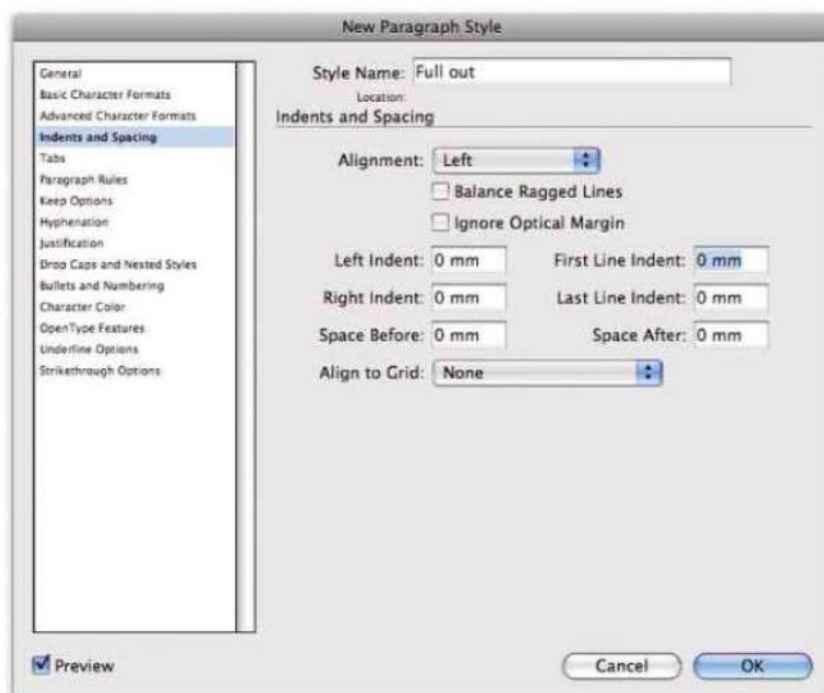 New Paragraph Style
General
Basic Character Formats
Advanced Character Formats
Indents and Spacing
Tabs
Paragraph Rules
Keep Options
Hyphenation
Justification
Drop Caps and Nested Styles
Bullets and Numbering
Character Color
OpenType Features
Underline Options
Strikethrough Options
Style Name: Full out
Location:
Indents and Spacing
Alignment: Left
Balance Ragged Lines
Ignore Optical Margin
Left Indent: 0 mm First Line Indent: 0 mm
Right Indent: 0 mm Last Line Indent: 0 mm
Space Before: 0 mm Space After: 0 mm
Align to Grid: None
Preview Cancel OK